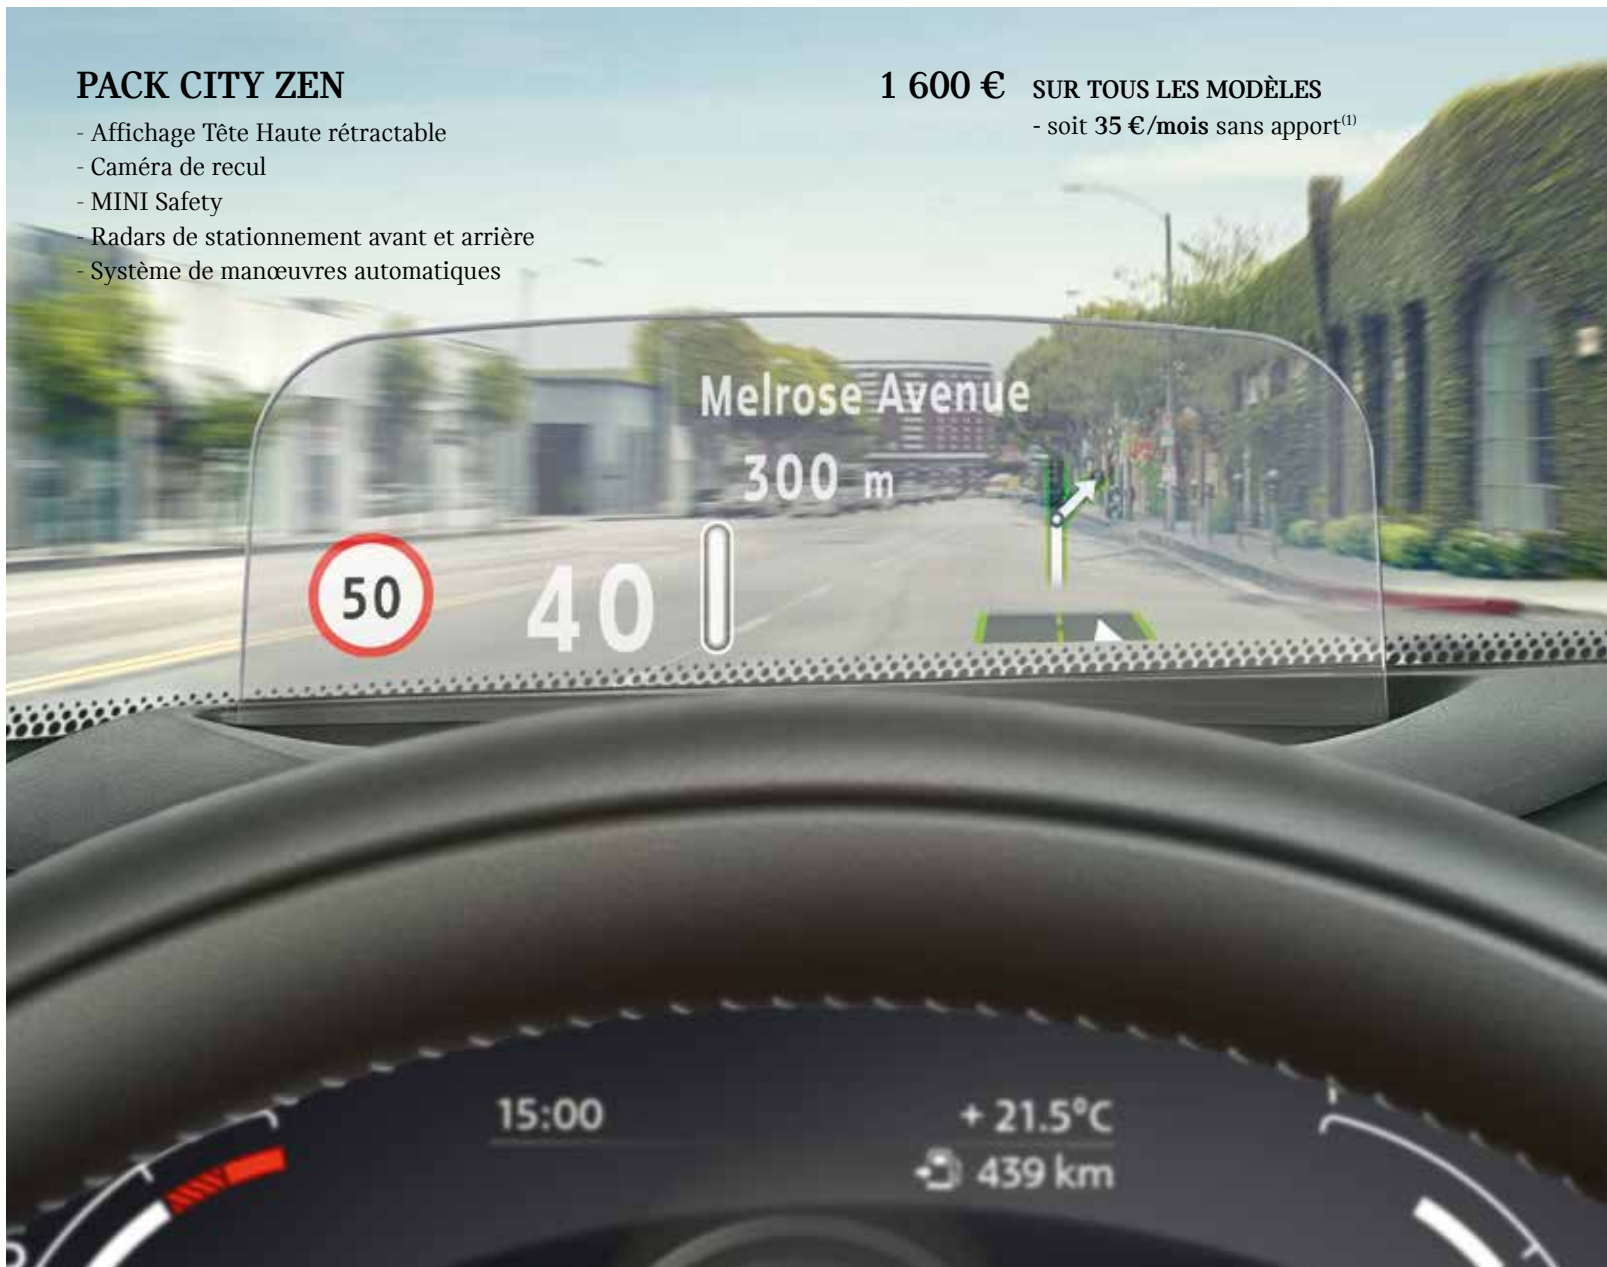 PACK CITY ZEN
- Affichage Tête Haute rétractable
- Caméra de recul
- MINI Safety
- Radars de stationnement avant et arrière
- Système de manœuvres automatiques
1 600 € SUR TOUS LES MODÈLES
- soit 35 €/mois sans apport(1)
Melrose Avenue
300 m
50
40
15:00
+ 21.5°C
439 km